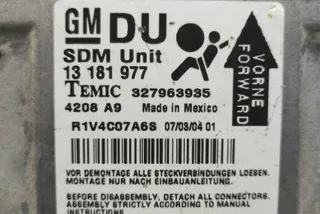 GM DU
SDM Unit
13 181 977
TEMIC 327963935
4208 A9 Made in Mexico
VORNE
FORWARD
R1V4C07A6S 07/03/04 01
VOR DEMONTAGE ALLE STECKVERBINDUNGEN LOESEN.
MONTAGE NUR NACH EINBAUANLEITUNG.
BEFORE DISASSEMBLY, DETACH ALL CONNECTORS.
ASSEMBLY STRICTLY ACCORDING TO MANUAL
INSTRUCTIONS